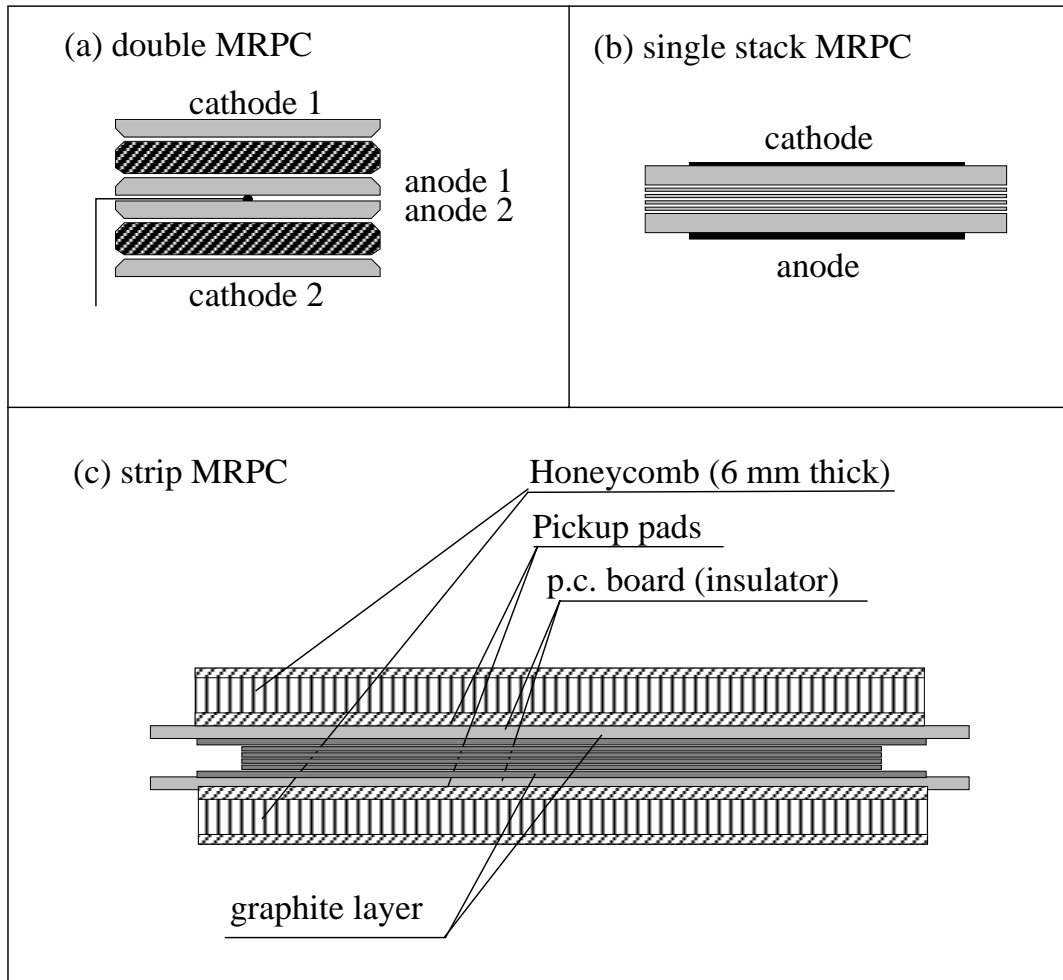 (a) double MRPC
cathode 1
anode 1
anode 2
cathode 2
(b) single stack MRPC
cathode
anode
(c) strip MRPC
Honeycomb (6 mm thick)
Pickup pads
p.c. board (insulator)
graphite layer